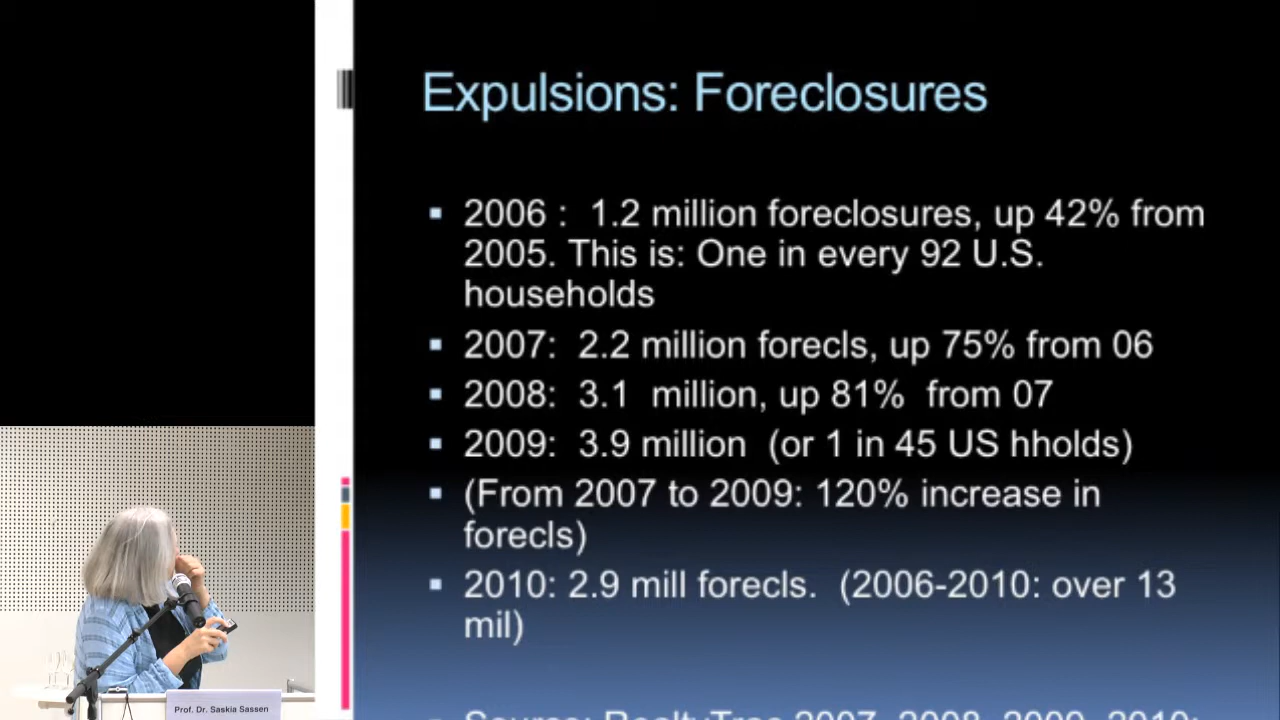 Expulsions: Foreclosures
2006 : 1.2 million foreclosures, up 42% from
2005. This is: One in every 92 U.S.
households
2007: 2.2 million forecls, up 75% from 06
2008: 3.1 million, up 81% from 07
2009: 3.9 million (or 1 in 45 US hholds)
(From 2007 to 2009: 120% increase in
forecls)
2010: 2.9 mill forecls. (2006-2010: over 13
mil)
Source: RealtyTrac 2007, 2008, 2009, 2010;
Prof. Dr. Saskia Sassen